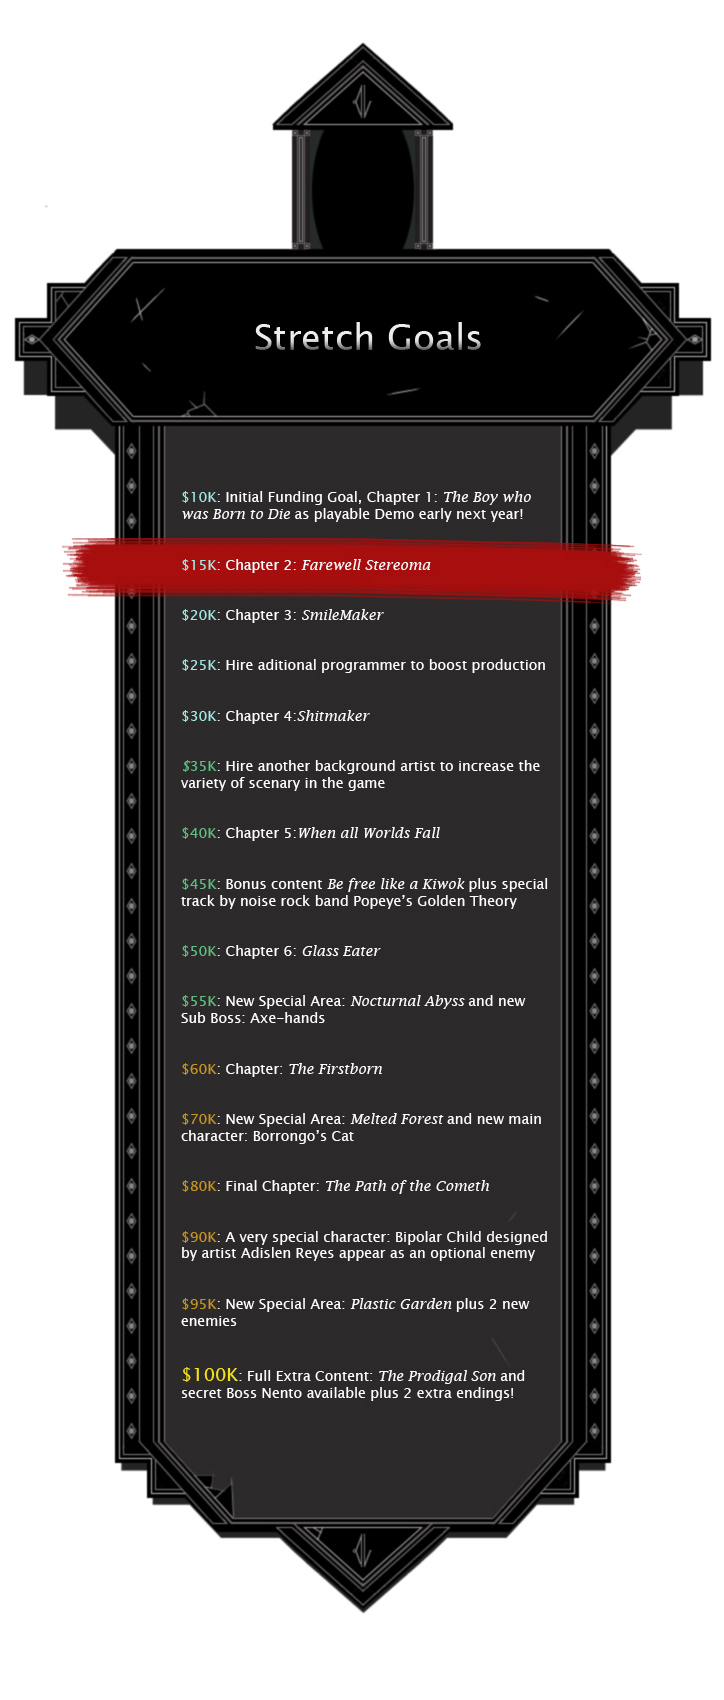 Stretch Goals
$10K: Initial Funding Goal, Chapter 1: The Boy who
was Born to Die as playable Demo early next year!
$15K: Chapter 2: Farewell Stereoma
$20K: Chapter 3: SmileMaker
$25K: Hire aditional programmer to boost production
$30K: Chapter 4:Shitmaker
$35K: Hire another background artist to increase the
variety of scenary in the game
$40K: Chapter 5:When all Worlds Fall
$45K: Bonus content Be free like a Kiwok plus special
track by noise rock band Popeye's Golden Theory
$50K: Chapter 6: Glass Eater
$55K: New Special Area: Nocturnal Abyss and new
Sub Boss: Axe-hands
$60K: Chapter: The Firstborn
$70K: New Special Area: Melted Forest and new main
character: Borrongo's Cat
$80K: Final Chapter: The Path of the Cometh
$90K: A very special character: Bipolar Child designed
by artist Adislen Reyes appear as an optional enemy
$95K: New Special Area: Plastic Garden plus 2 new
enemies
$100K: Full Extra Content: The Prodigal Son and
secret Boss Nento available plus 2 extra endings!